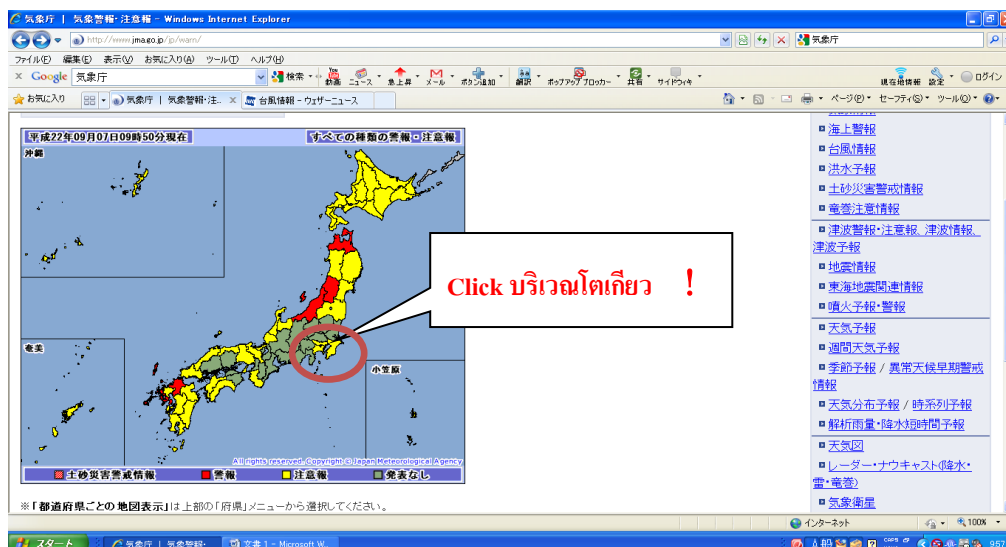 気象庁 | 気象警報・注意報 - Windows Internet Explorer
http://www.jma.go.jp/jp/warn/
気象庁
ファイル(F) 編集(E) 表示(V) お気に入り(A) ツール(T) ヘルプ(H)
Google 気象庁 検索 動画 ニュース 急上昇 メール ボタン追加 翻訳 ポップアップ ブロッカー 共有 サイドウィキ 現在地情報 設定 ログイン
お気に入り 気象庁 | 気象警報・注... 台風情報 - ウェザーニュース ページ(P) セーフティ(S) ツール(O)
平成22年09月07日09時50分現在 すべての種類の警報・注意報
沖縄
奄美
小笠原
Click บริเวณโตเกียว !
All rights reserved. Copyright © Japan Meteorological Agency
土砂災害警戒情報 警報 注意報 発表なし
※「都道府県ごとの地図表示」は上部の「府県」メニューから選択してください。
海上警報
台風情報
洪水予報
土砂災害警戒情報
竜巻注意情報
津波警報・注意報、津波情報、
津波予報
地震情報
東海地震関連情報
噴火予報・警報
天気予報
週間天気予報
季節予報 / 異常天候早期警戒
情報
天気分布予報 / 時系列予報
解析雨量・降水短時間予報
天気図
レーダー・ナウキャスト(降水・
雷・竜巻)
気象衛星
インターネット 100%
スタート 気象庁 | 気象警報・ 文書 1 - Microsoft W... A 般 CAPS 9:57